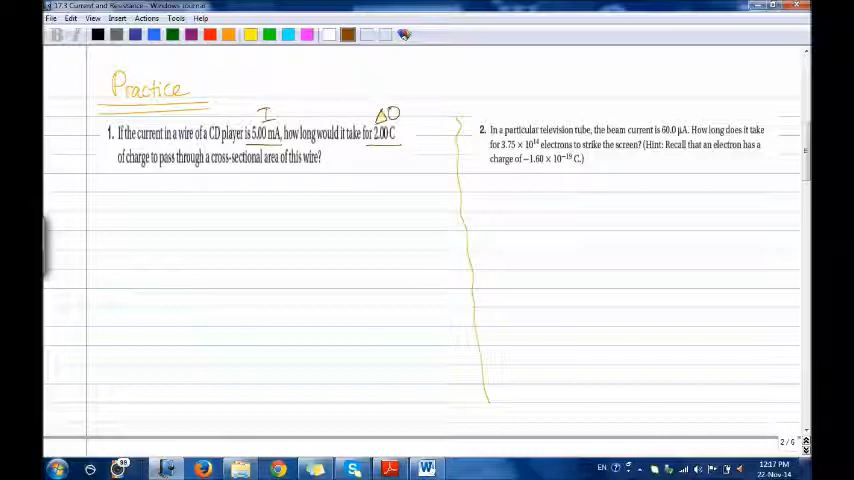 17.3 Current and Resistance - Windows Journal
File Edit View Insert Actions Tools Help
B I
Practice
I ΔQ
1. If the current in a wire of a CD player is 5.00 mA, how long would it take for 2.00 C
of charge to pass through a cross-sectional area of this wire?
2. In a particular television tube, the beam current is 60.0 μA. How long does it take
for 3.75 × 10¹⁴ electrons to strike the screen? (Hint: Recall that an electron has a
charge of −1.60 × 10⁻¹⁹ C.)
2 / 6
98
EN
12:17 PM
22-Nov-14